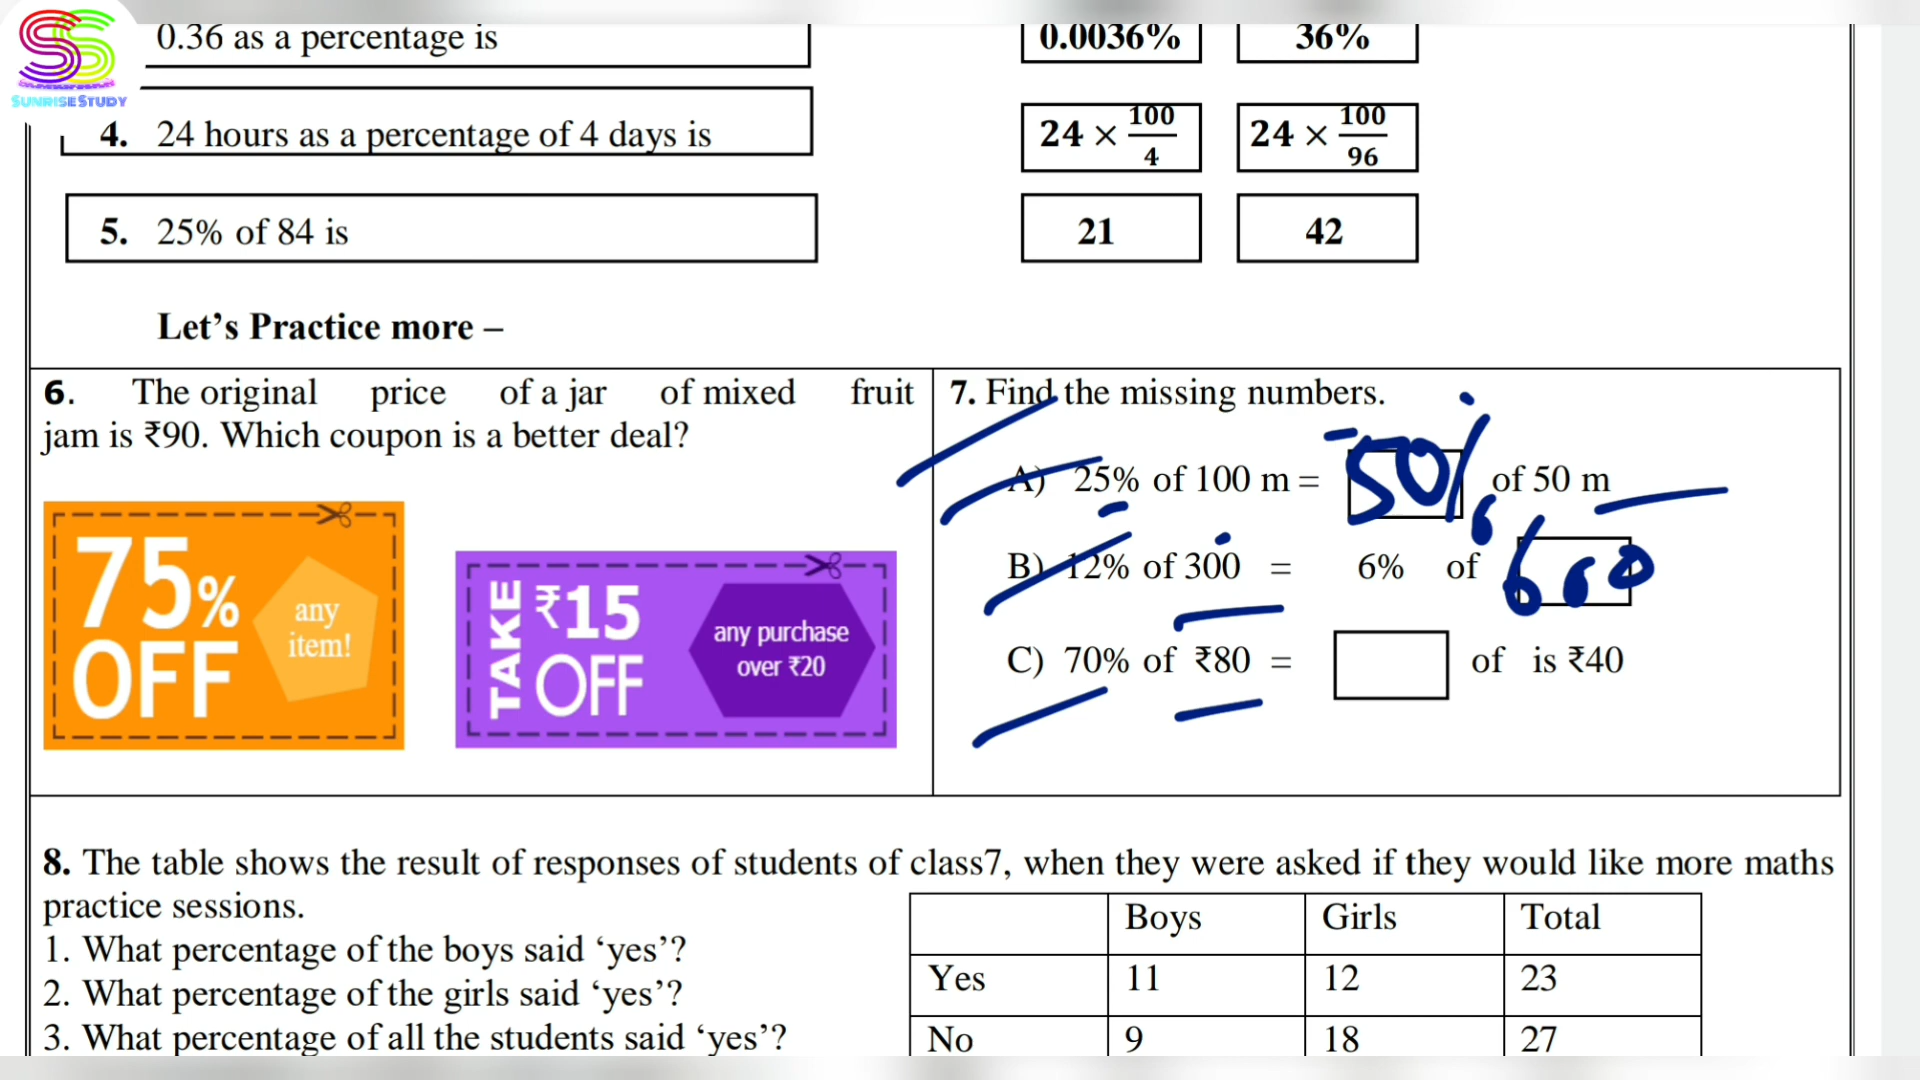 SUNRISESTUDY
0.36 as a percentage is
0.0036%
36%
4. 24 hours as a percentage of 4 days is
24 × 100/4
24 × 100/96
5. 25% of 84 is
21
42
Let’s Practice more –
6. The original price of a jar of mixed fruit
jam is ₹90. Which coupon is a better deal?
75%
OFF
any
item!
TAKE
₹15
OFF
any purchase
over ₹20
7. Find the missing numbers.
A) 25% of 100 m = 50% of 50 m
B) 12% of 300 = 6% of 600
C) 70% of ₹80 = of is ₹40
8. The table shows the result of responses of students of class7, when they were asked if they would like more maths
practice sessions.
1. What percentage of the boys said ‘yes’?
2. What percentage of the girls said ‘yes’?
3. What percentage of all the students said ‘yes’?
Boys Girls Total
Yes 11 12 23
No 9 18 27